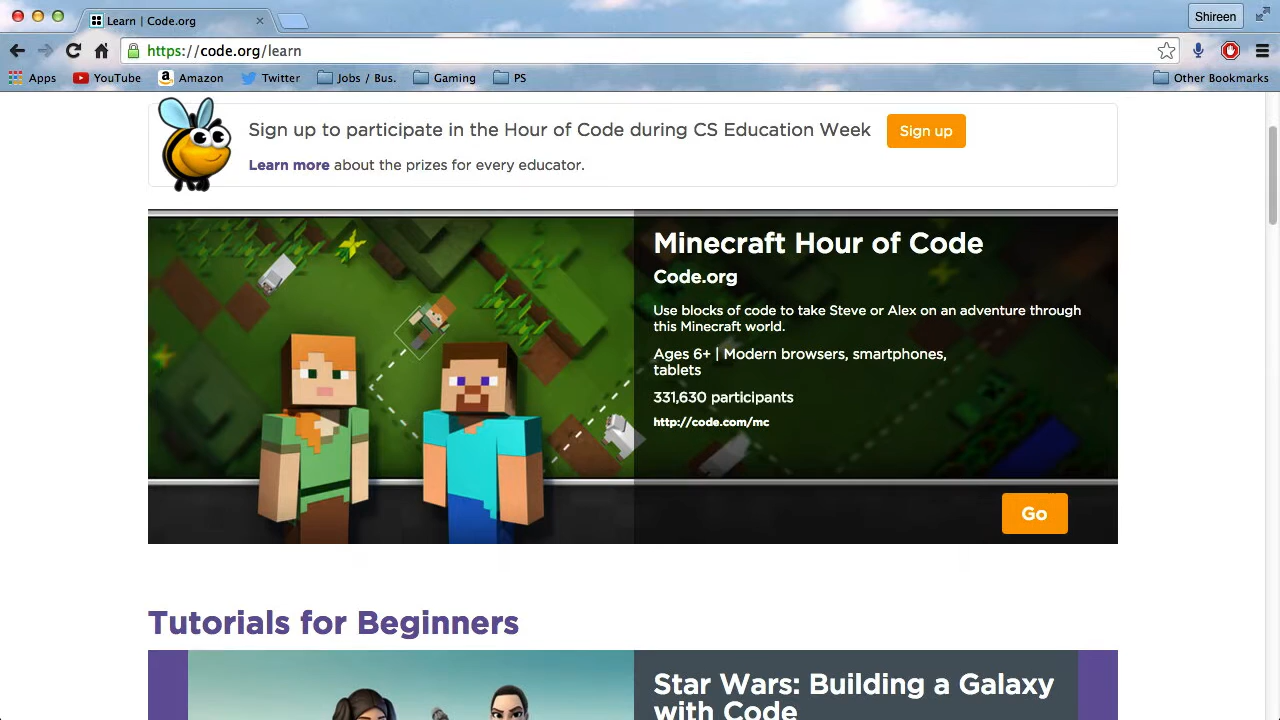 Learn | Code.org
Shireen
https://code.org/learn
Apps YouTube Amazon Twitter Jobs / Bus. Gaming PS Other Bookmarks
Sign up to participate in the Hour of Code during CS Education Week
Sign up
Learn more about the prizes for every educator.
Minecraft Hour of Code
Code.org
Use blocks of code to take Steve or Alex on an adventure through
this Minecraft world.
Ages 6+ | Modern browsers, smartphones,
tablets
331,630 participants
http://code.com/mc
Go
Tutorials for Beginners
Star Wars: Building a Galaxy
with Code